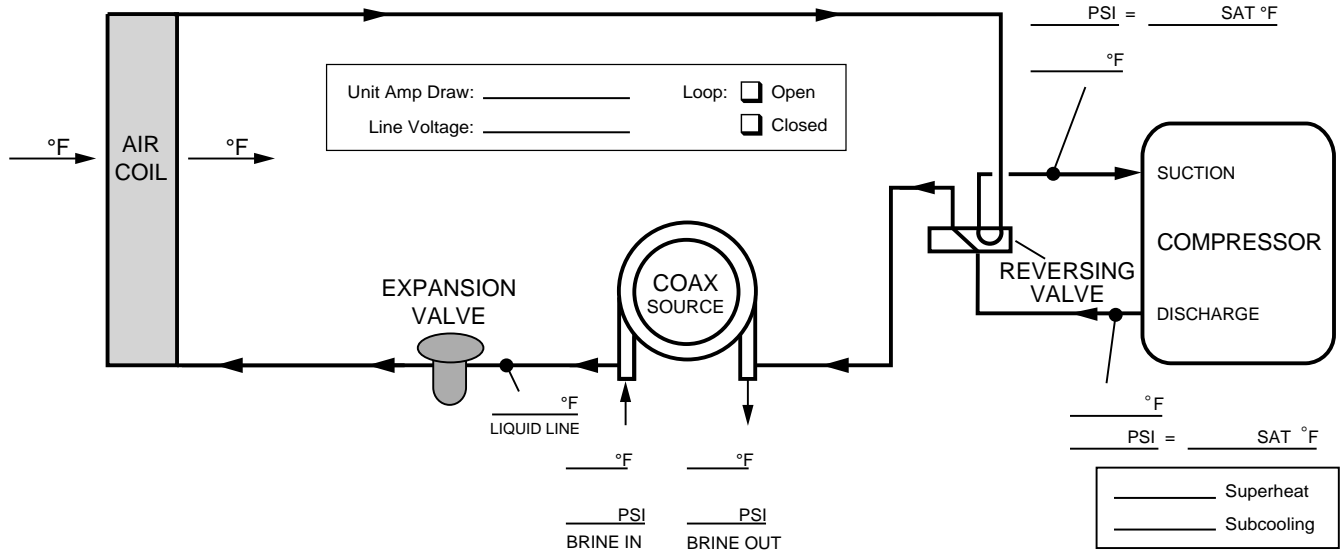 PSI = SAT °F
°F
Unit Amp Draw:
Loop: Open
Line Voltage:
Closed
°F
AIR
COIL
°F
SUCTION
COMPRESSOR
DISCHARGE
REVERSING
VALVE
COAX
SOURCE
EXPANSION
VALVE
°F
LIQUID LINE
°F
°F
PSI
PSI
BRINE IN
BRINE OUT
°F
PSI = SAT °F
Superheat
Subcooling